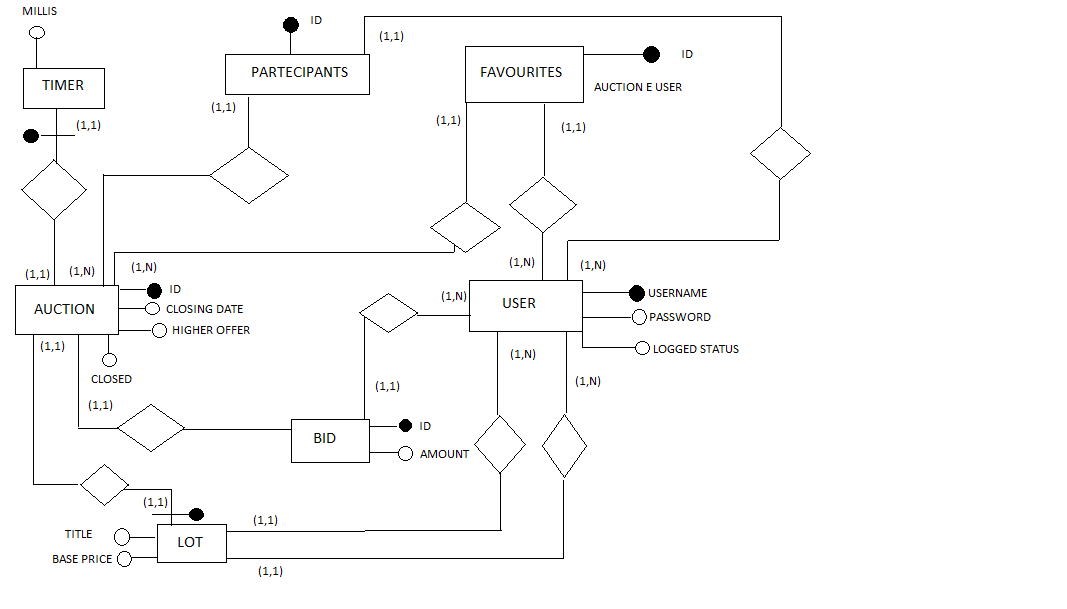 MILLIS
ID
(1,1)
PARTECIPANTS
FAVOURITES
ID
TIMER
AUCTION E USER
(1,1)
(1,1)
(1,1)
(1,1)
(1,N)
(1,N)
(1,1)
(1,N)
(1,N)
ID
(1,N)
USERNAME
AUCTION
CLOSING DATE
USER
PASSWORD
HIGHER OFFER
(1,1)
LOGGED STATUS
(1,N)
CLOSED
(1,N)
(1,1)
(1,1)
ID
BID
AMOUNT
(1,1)
(1,1)
TITLE
LOT
BASE PRICE
(1,1)